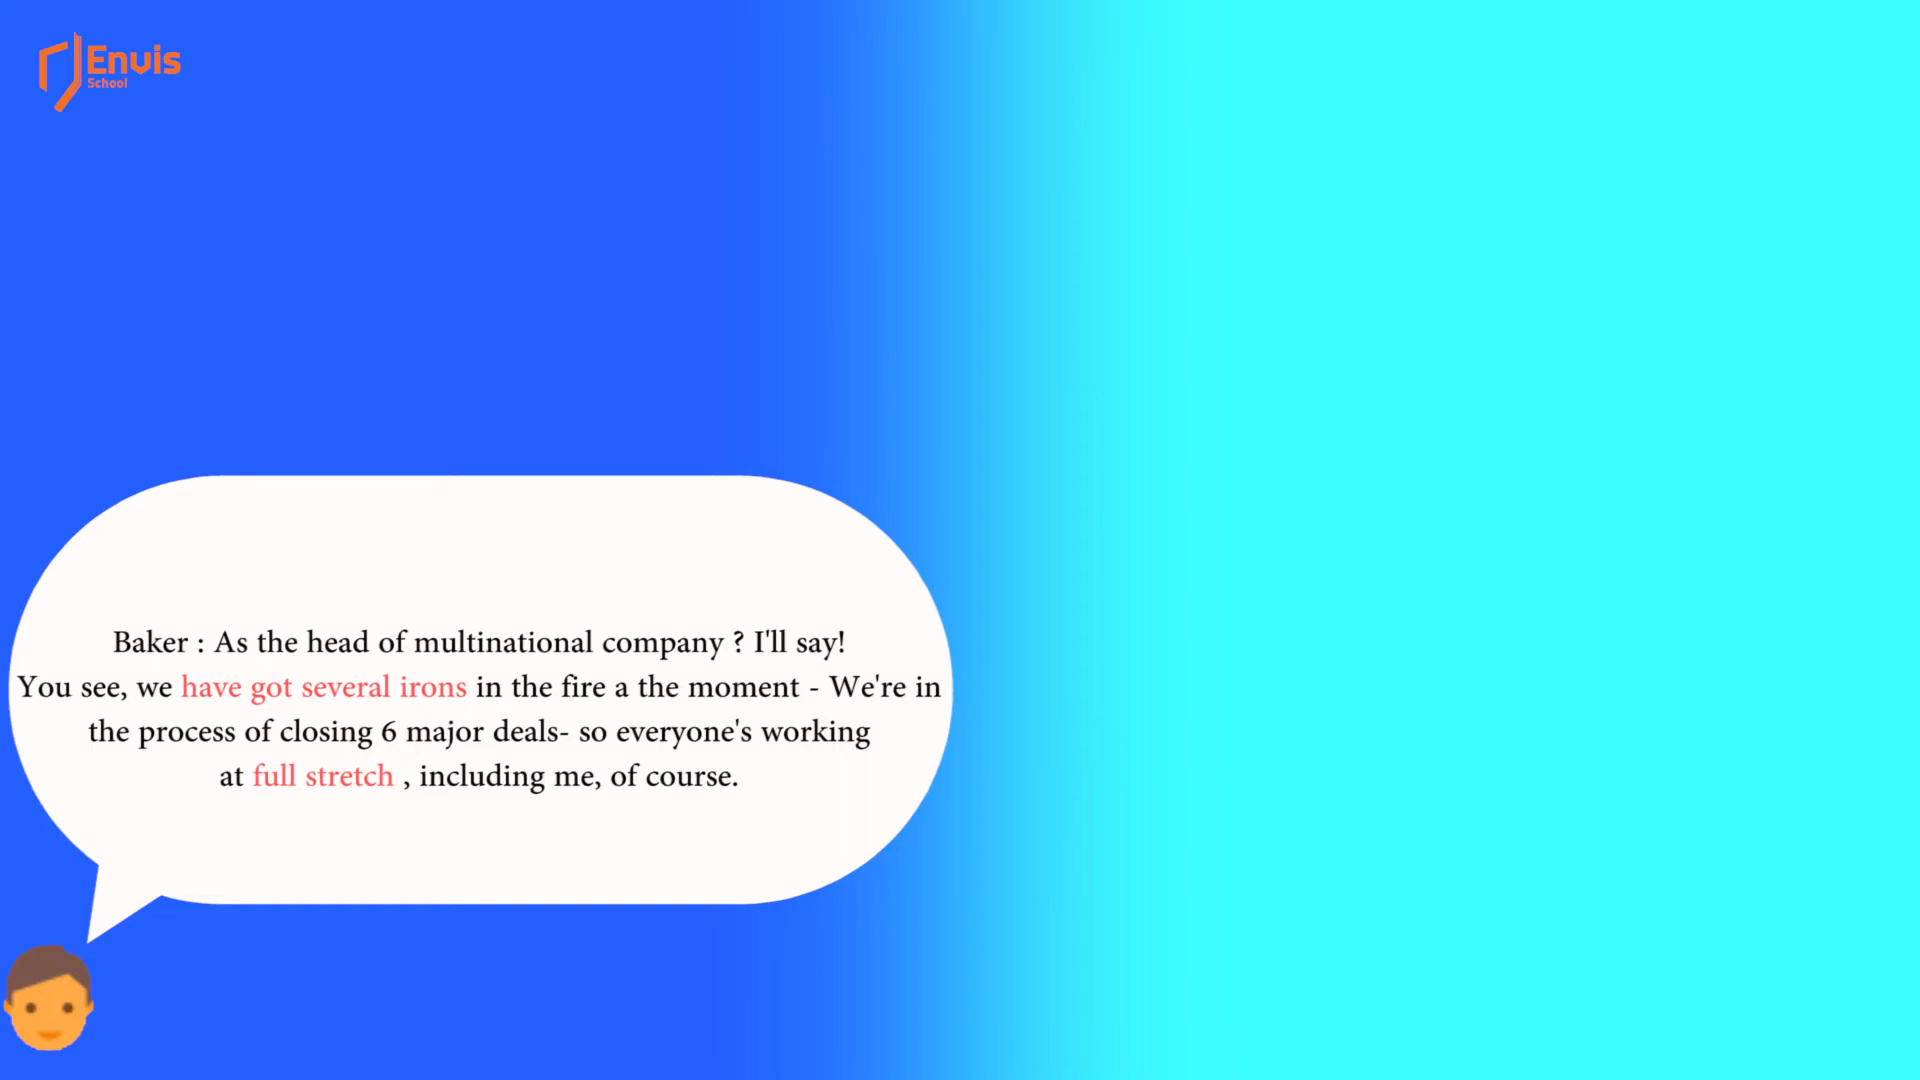 Envis
School
Baker : As the head of multinational company ? I'll say!
You see, we have got several irons in the fire a the moment - We're in
the process of closing 6 major deals- so everyone's working
at full stretch , including me, of course.